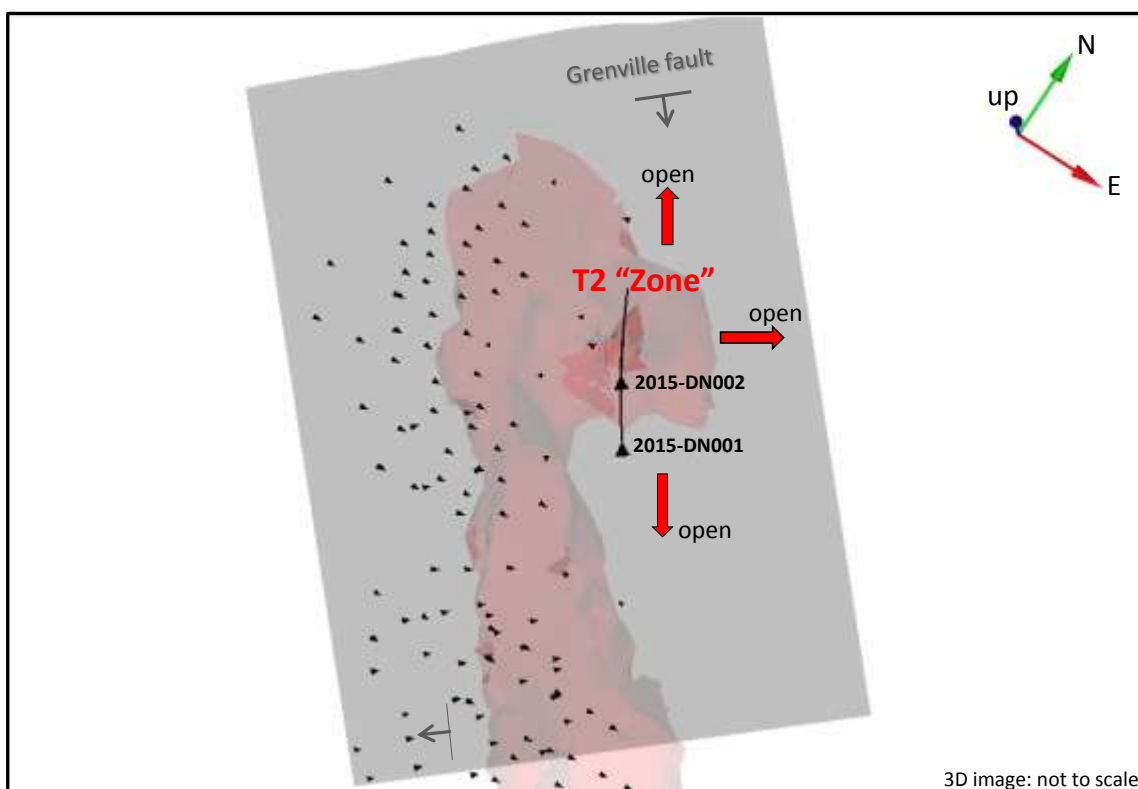 Grenville fault
N
up
E
open
T2 “Zone”
open
2015-DN002
2015-DN001
open
3D image: not to scale